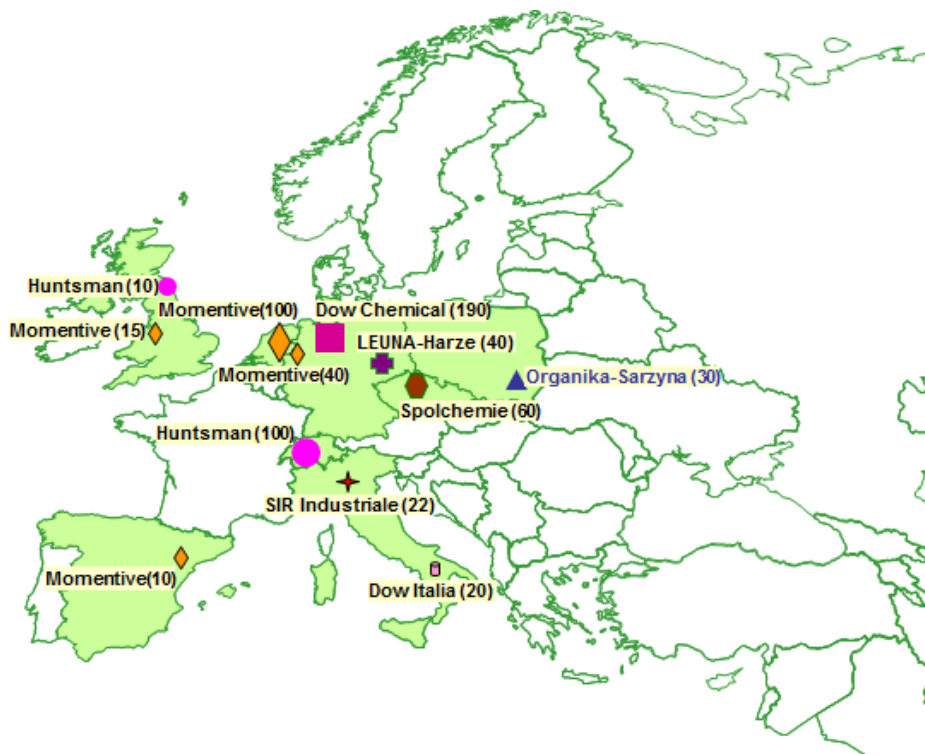 Huntsman (10)
Momentive(100)
Dow Chemical (190)
Momentive (15)
LEUNA-Harze (40)
Momentive(40)
Organika-Sarzyna (30)
Spolchemie (60)
Huntsman (100)
SIR Industriale (22)
Momentive(10)
Dow Italia (20)